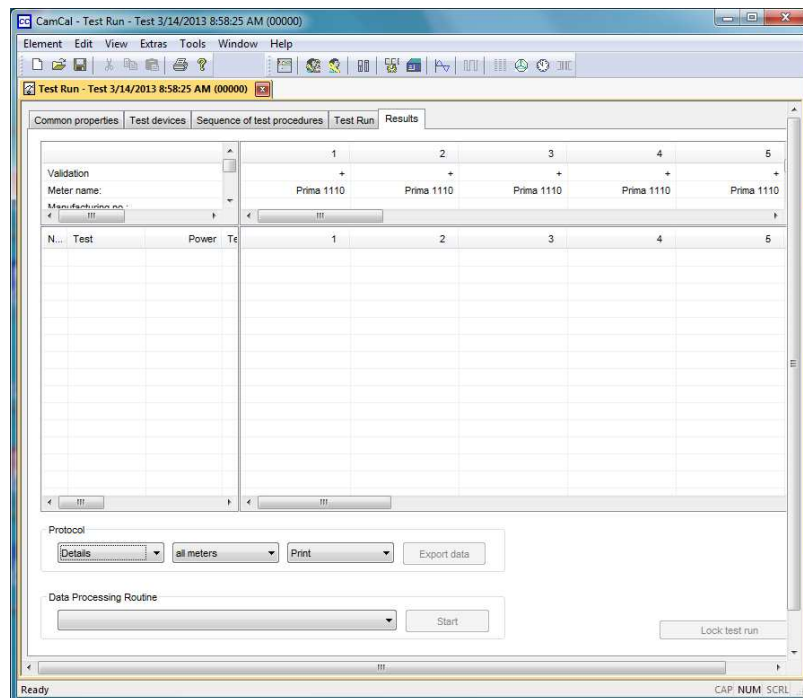 CamCal - Test Run - Test 3/14/2013 8:58:25 AM (00000)
Element Edit View Extras Tools Window Help
Test Run - Test 3/14/2013 8:58:25 AM (00000)
Common properties Test devices Sequence of test procedures Test Run Results
1 2 3 4 5
Validation + + + + +
Meter name: Prima 1110 Prima 1110 Prima 1110 Prima 1110 Prima 1110
Manufacturing no.:
N... Test Power Te 1 2 3 4 5
Protocol
Details all meters Print Export data
Data Processing Routine
Start
Lock test run
Ready CAP NUM SCRL